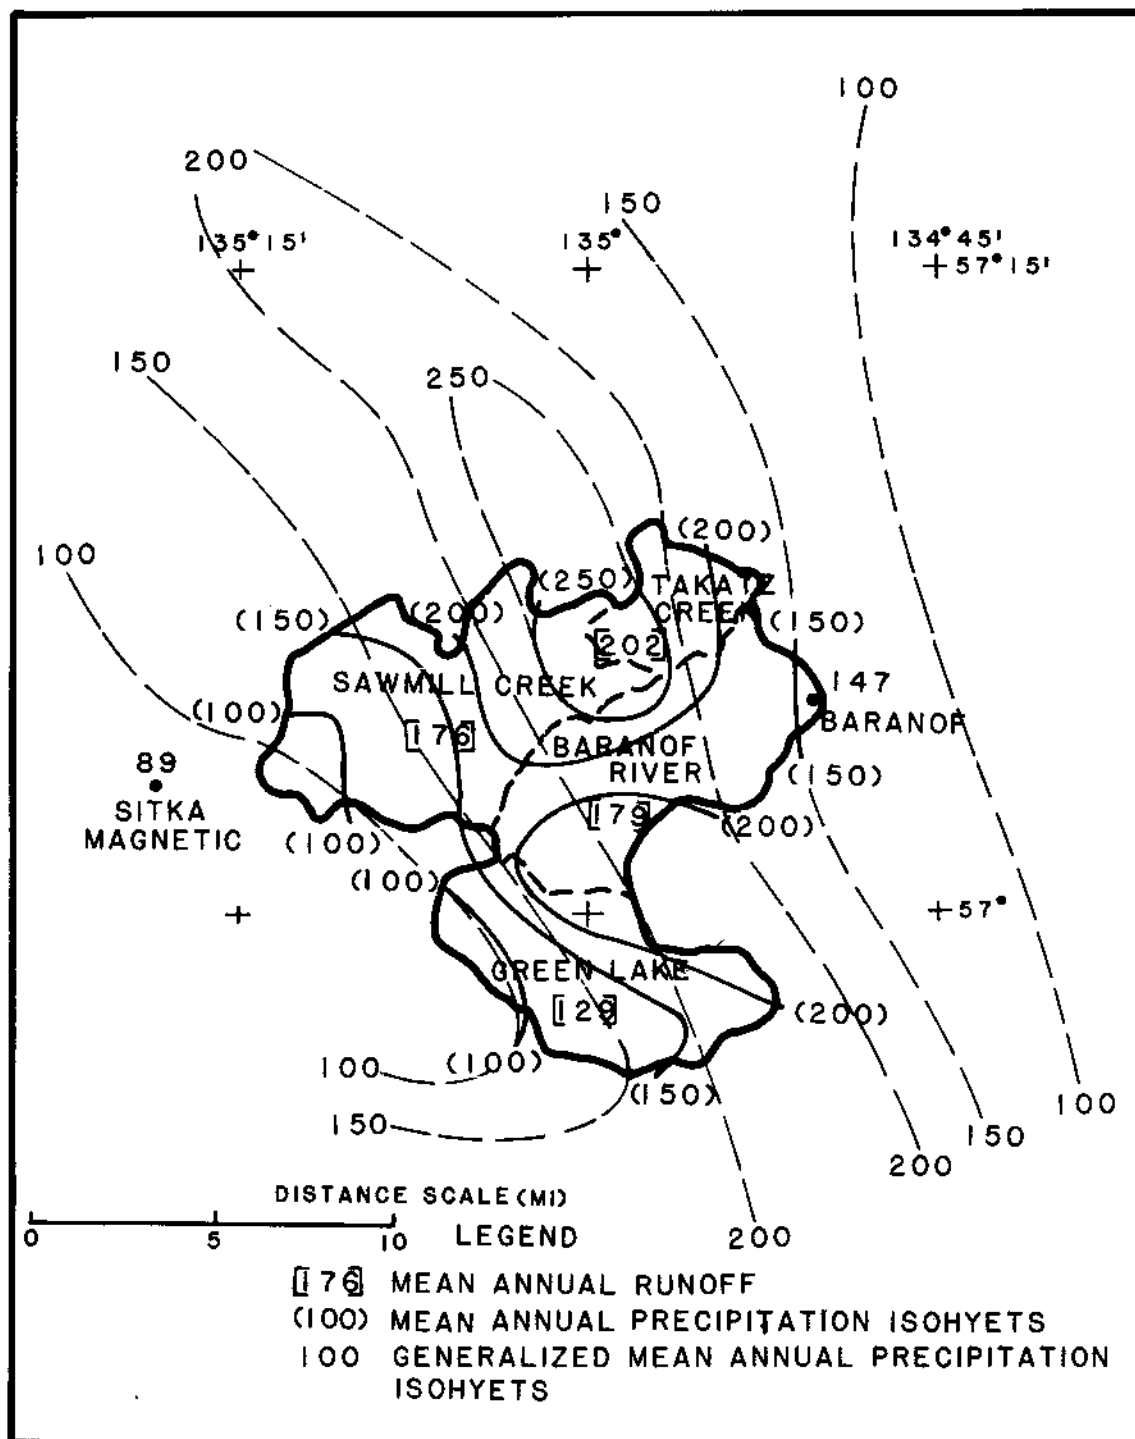 100
200
150
135° 15'
135°
134° 45'
57° 15'
150
250
100
(200)
(250)
TAKATZ
CREEK
(150)
(200)
(150)
[202]
SAWMILL CREEK
147
BARANOF
(100)
[176]
BARANOF
RIVER
89
SITKA
MAGNETIC
(150)
[179]
(200)
(100)
(100)
57°
GREEN LAKE
[129]
(200)
(100)
100
(150)
100
150
150
200
DISTANCE SCALE (MI)
0 5 10
LEGEND
200
[176] MEAN ANNUAL RUNOFF
(100) MEAN ANNUAL PRECIPITATION ISOHYETS
100 GENERALIZED MEAN ANNUAL PRECIPITATION
ISOHYETS